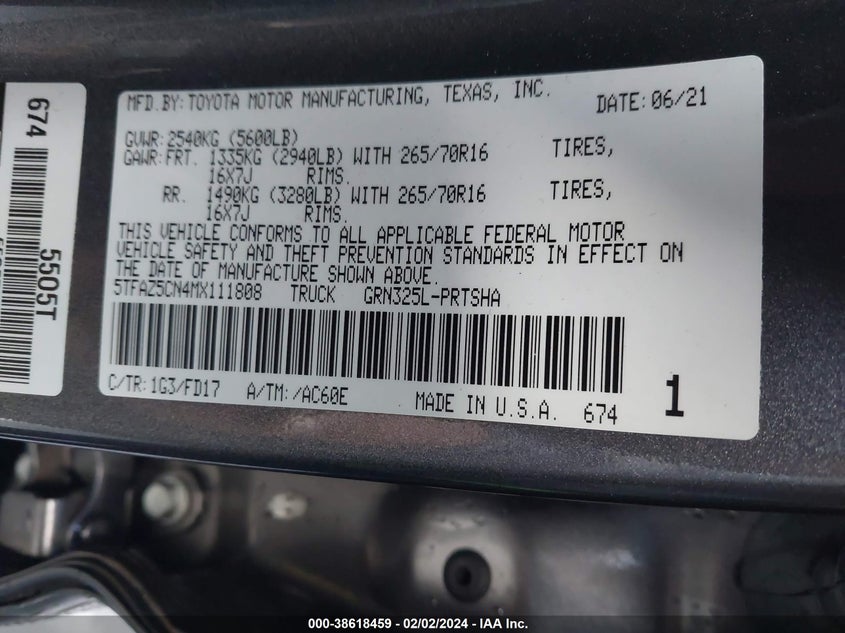 MFD.BY:TOYOTA MOTOR MANUFACTURING, TEXAS, INC. DATE:06/21
GVWR:2540KG (5600LB)
GAWR:FRT. 1335KG (2940LB) WITH 265/70R16 TIRES,
16X7J RIMS.
RR. 1490KG (3280LB) WITH 265/70R16 TIRES,
16X7J RIMS.
THIS VEHICLE CONFORMS TO ALL APPLICABLE FEDERAL MOTOR
VEHICLE SAFETY AND THEFT PREVENTION STANDARDS IN EFFECT ON
THE DATE OF MANUFACTURE SHOWN ABOVE.
5TFAZ5CN4MX111808 TRUCK GRN325L-PRTSHA
C/TR:1G3/FD17 A/TM:/AC60E MADE IN U.S.A. 674 1
674
5505T
000-38618459 - 02/02/2024 - IAA Inc.